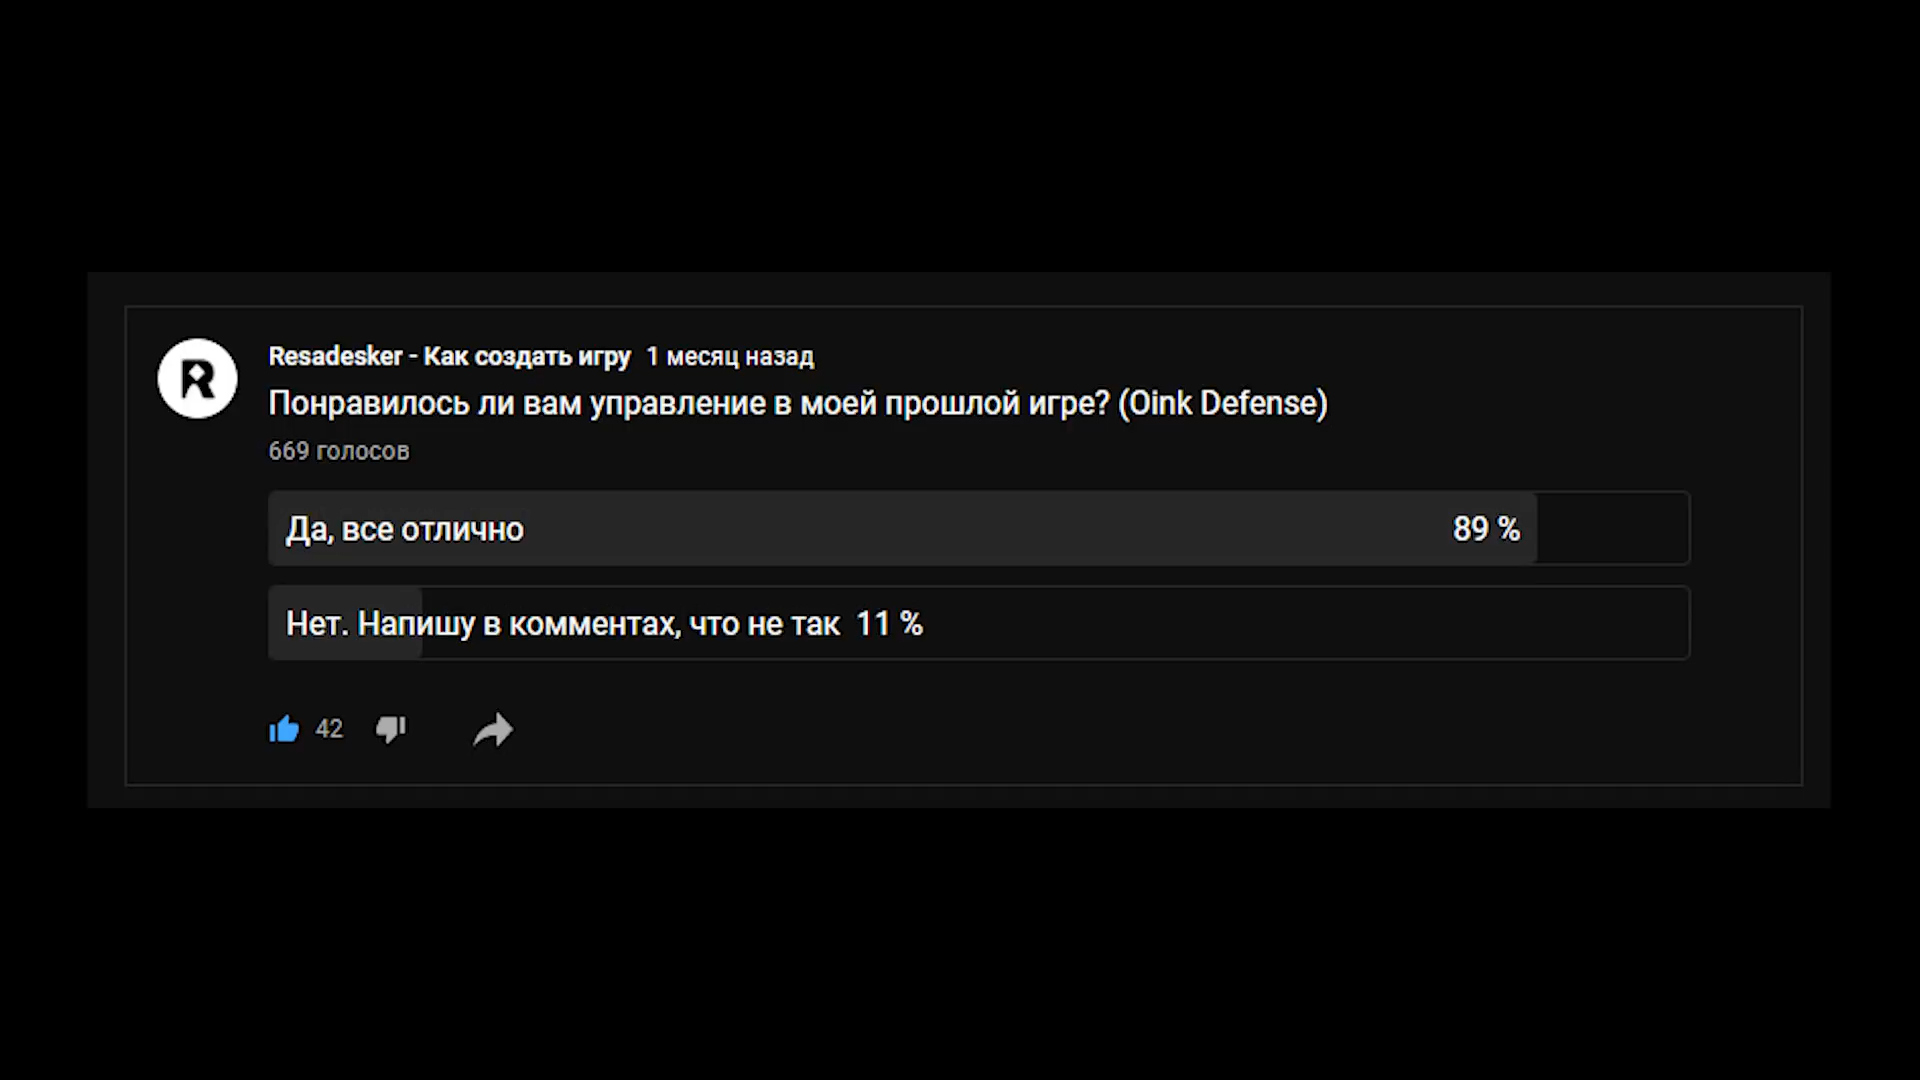 R
Resadesker - Как создать игру 1 месяц назад
Понравилось ли вам управление в моей прошлой игре? (Oink Defense)
669 голосов
Да, все отлично 89 %
Нет. Напишу в комментах, что не так 11 %
42